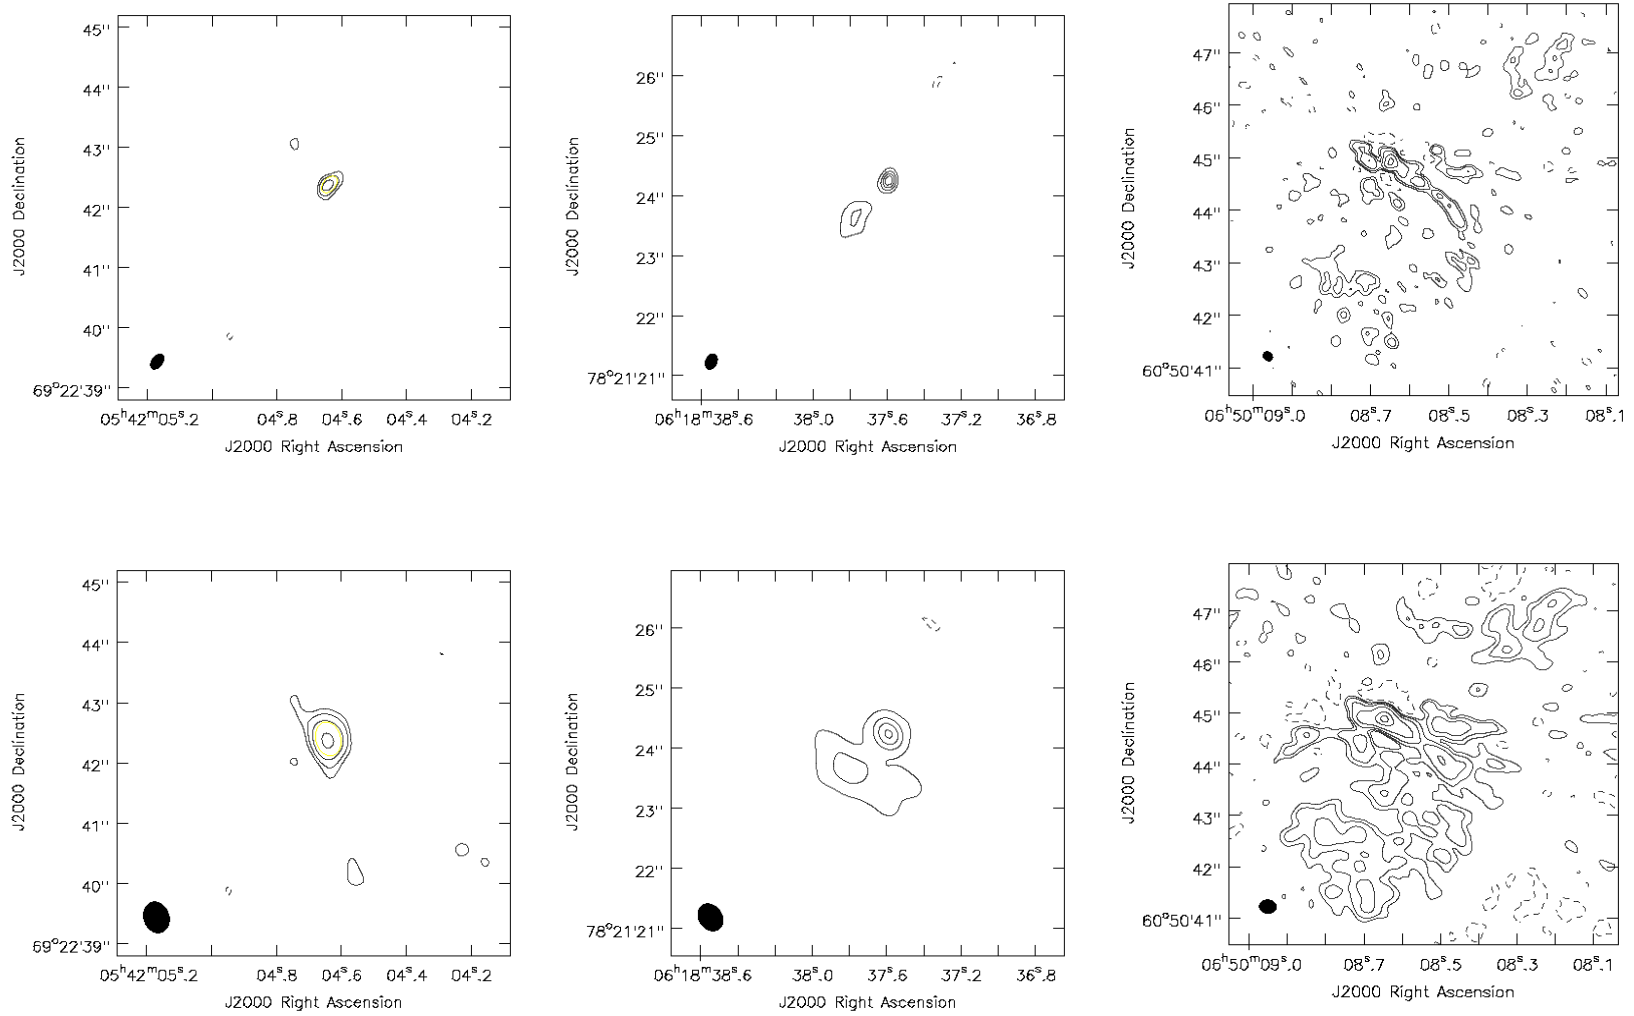 J2000 Declination
45''
44''
43''
42''
41''
40''
69°22'39''
05ʰ42ᵐ05ˢ.2 04ˢ.8 04ˢ.6 04ˢ.4 04ˢ.2
J2000 Right Ascension
J2000 Declination
26''
25''
24''
23''
22''
78°21'21''
06ʰ18ᵐ38ˢ.6 38ˢ.0 37ˢ.6 37ˢ.2 36ˢ.8
J2000 Right Ascension
J2000 Declination
47''
46''
45''
44''
43''
42''
60°50'41''
06ʰ50ᵐ09ˢ.0 08ˢ.7 08ˢ.5 08ˢ.3 08ˢ.1
J2000 Right Ascension
J2000 Declination
45''
44''
43''
42''
41''
40''
69°22'39''
05ʰ42ᵐ05ˢ.2 04ˢ.8 04ˢ.6 04ˢ.4 04ˢ.2
J2000 Right Ascension
J2000 Declination
26''
25''
24''
23''
22''
78°21'21''
06ʰ18ᵐ38ˢ.6 38ˢ.0 37ˢ.6 37ˢ.2 36ˢ.8
J2000 Right Ascension
J2000 Declination
47''
46''
45''
44''
43''
42''
60°50'41''
06ʰ50ᵐ09ˢ.0 08ˢ.7 08ˢ.5 08ˢ.3 08ˢ.1
J2000 Right Ascension